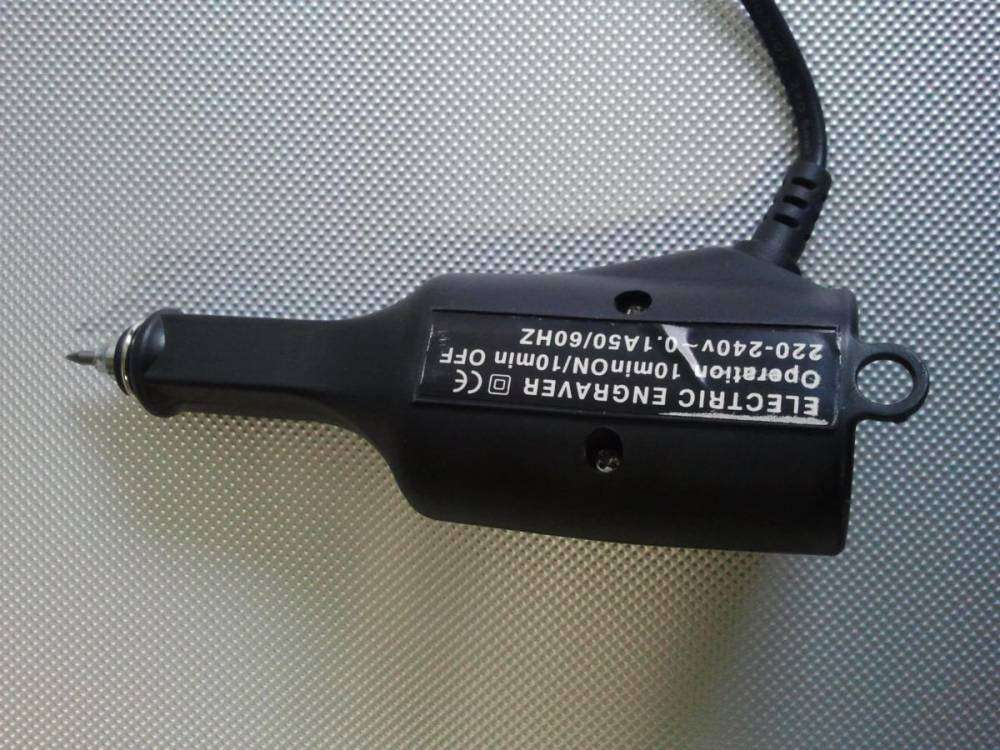 ELECTRIC ENGRAVER CE
Operation 10minON/10min OFF
220-240v~0.1A50/60HZ